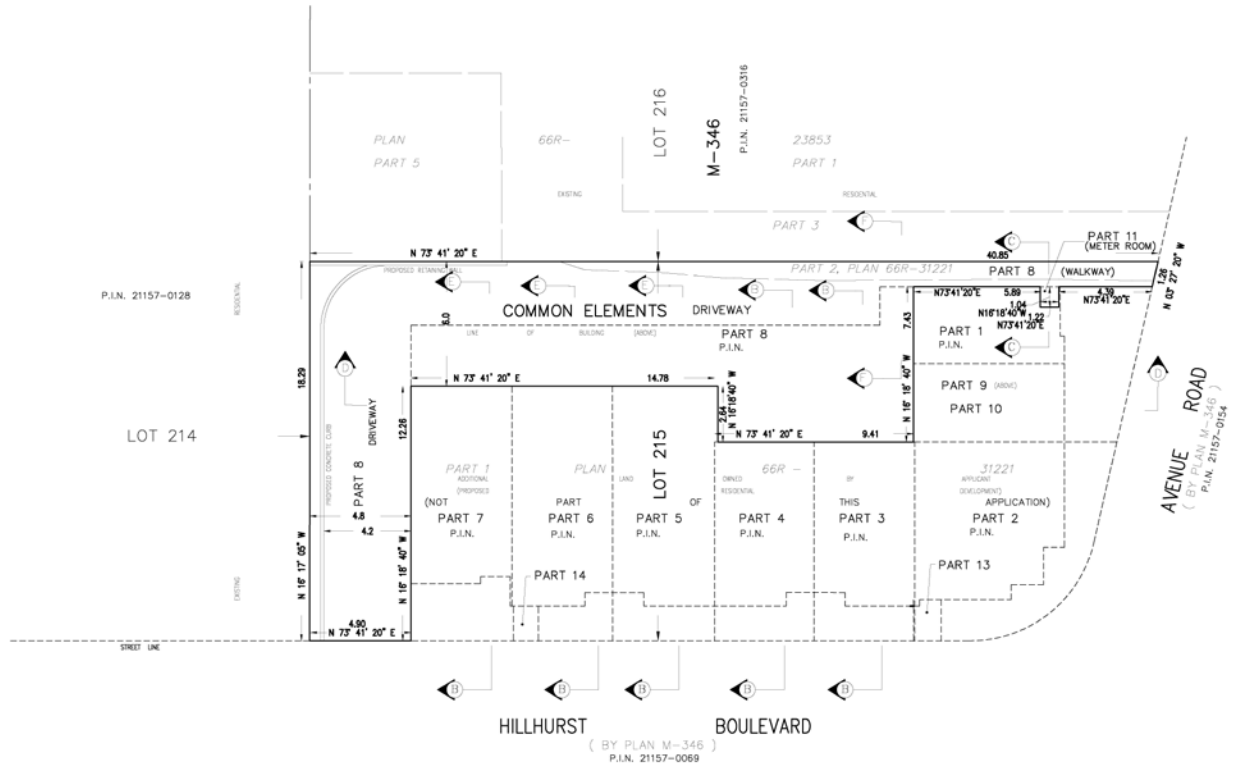 LOT 216
M-346
P.I.N. 21157-0316
PLAN
66R-
23853
PART 5
PART 1
EXISTING
RESIDENTIAL
PART 3
F
C
PART 11
(METER ROOM)
N 73° 41' 20" E
40.85
PROPOSED RETAINING WALL
PART 2, PLAN 66R-31221
PART 8
(WALKWAY)
1.28
N 03° 27' 20" W
P.I.N. 21157-0128
RESIDENTIAL
E
E
E
B
B
N73°41'20"E
5.89
4.39
N73°41'20"E
1.04
N16°18'40"W
1.22
N73°41'20"E
COMMON ELEMENTS
DRIVEWAY
6.0
LINE OF BUILDING (ABOVE)
PART 8
P.I.N.
7.43
N 16° 18' 40" W
PART 1
P.I.N.
C
D
18.29
N 73° 41' 20" E
14.78
F
PART 9 (ABOVE)
PART 10
D
2.64
N 16°18'40" W
N 73° 41' 20" E
9.41
12.26
LOT 214
PROPOSED CONCRETE CURB
PART 8
DRIVEWAY
LOT 215
AVENUE ROAD
( BY PLAN M-346 )
P.I.N. 21157-0154
PART 1
PLAN
66R -
31221
ADDITIONAL
LAND
OWNED
BY
APPLICANT
(PROPOSED
RESIDENTIAL
DEVELOPMENT)
(NOT
PART
OF
THIS
APPLICATION)
PART 7
PART 6
PART 5
PART 4
PART 3
PART 2
P.I.N.
P.I.N.
P.I.N.
P.I.N.
P.I.N.
P.I.N.
4.8
4.2
N 16° 17' 05" W
N 16° 18' 40" W
PART 14
PART 13
EXISTING
4.90
N 73° 41' 20" E
STREET LINE
B
B
B
B
B
HILLHURST BOULEVARD
( BY PLAN M-346 )
P.I.N. 21157-0069